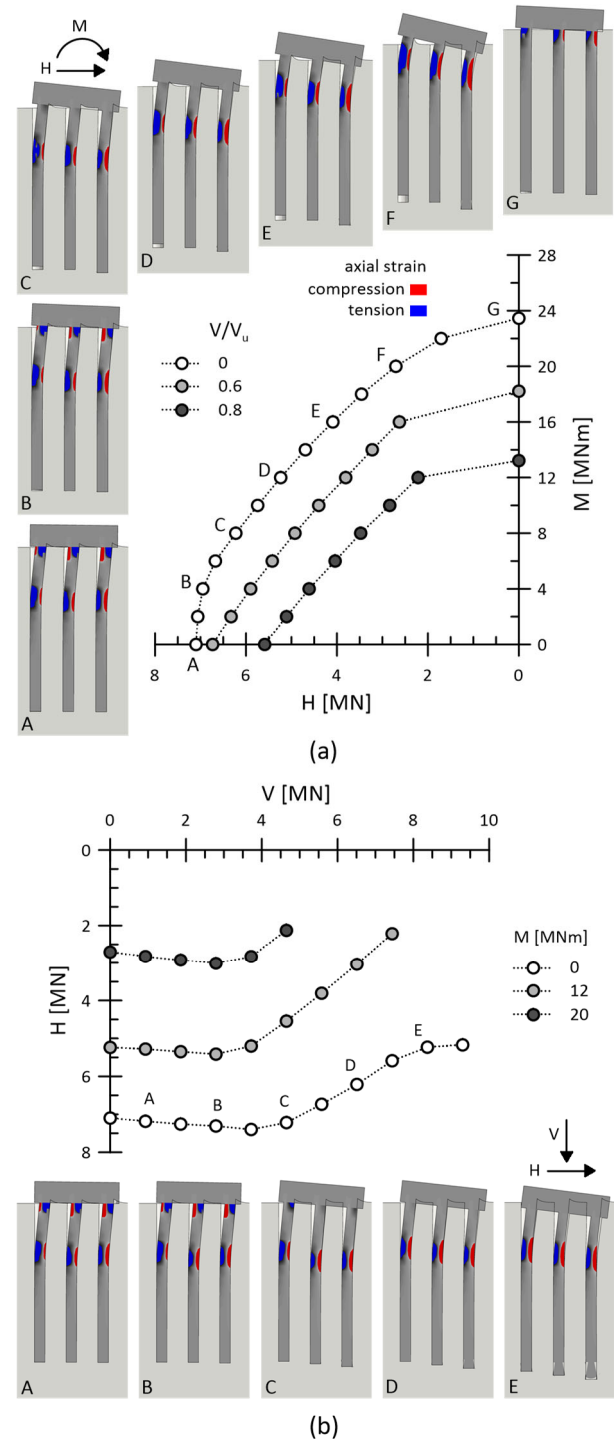 (a)
M
H
C
D
E
F
G
axial strain
compression
tension
V/Vu
0
0.6
0.8
B
A
G
F
E
D
C
B
A
28
24
20
16
12
8
4
0
M [MNm]
8 6 4 2 0
H [MN]
(a)
V [MN]
0 2 4 6 8 10
0
2
4
6
8
H [MN]
M [MNm]
0
12
20
A B C D E
V
H
A B C D E
(b)